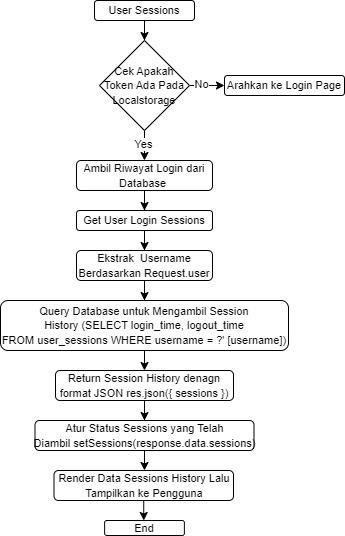 User Sessions
Cek Apakah
Token Ada Pada
Localstorage
No
Arahkan ke Login Page
Yes
Ambil Riwayat Login dari
Database
Get User Login Sessions
Ekstrak Username
Berdasarkan Request.user
Query Database untuk Mengambil Session
History (SELECT login_time, logout_time
FROM user_sessions WHERE username = ?' [username])
Return Session History denagn
format JSON res.json({ sessions })
Atur Status Sessions yang Telah
Diambil setSessions(response.data.sessions)
Render Data Sessions History Lalu
Tampilkan ke Pengguna
End